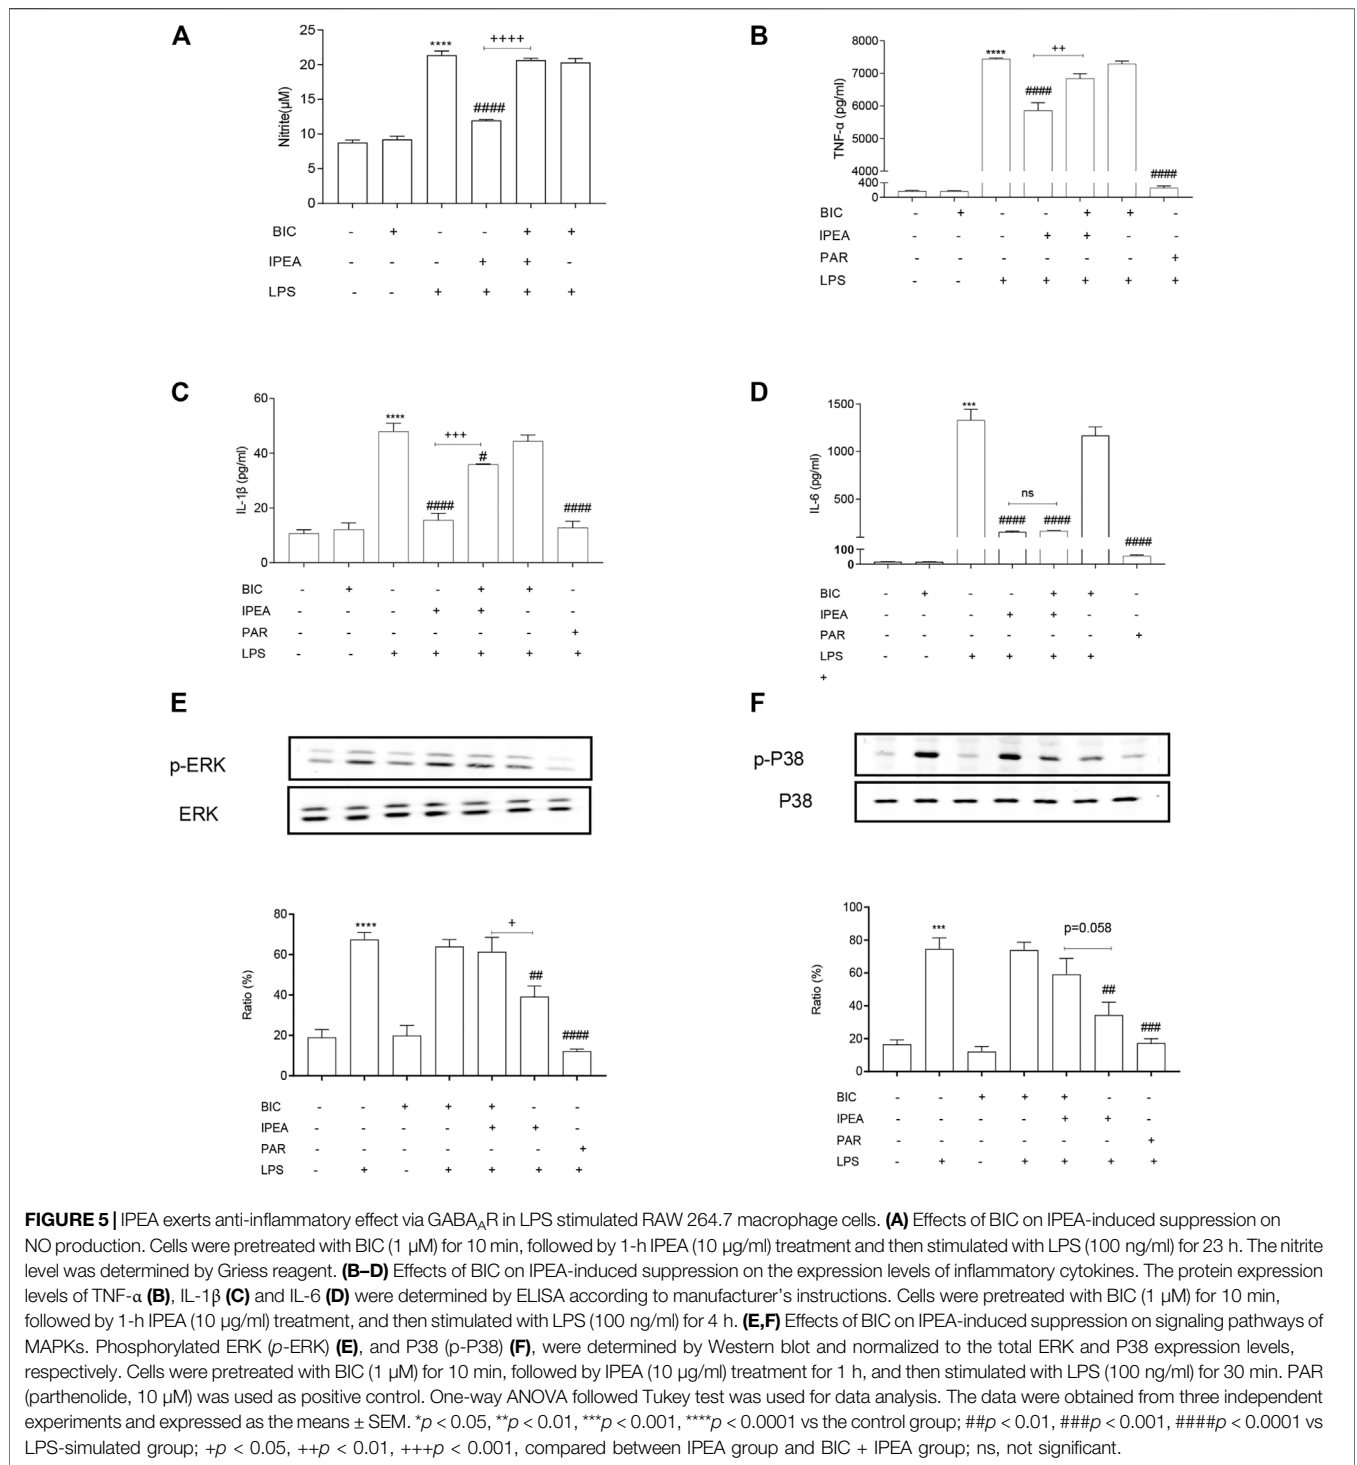 A
25
20
15
10
5
0
Nitrite(µM)
****
####
++++
BIC - + - - + +
IPEA - - - + + -
LPS - - + + + +
B
8000
7000
6000
5000
4000
400
0
TNF-α (pg/ml)
****
####
++
####
BIC - + - - + + -
IPEA - - - + + - -
PAR - - - - - - +
LPS - - + + + + +
C
60
40
20
0
IL-1β (pg/ml)
****
+++
#
####
####
BIC - + - - + + -
IPEA - - - + + - -
PAR - - - - - - +
LPS - - + + + + +
D
1500
1000
500
100
0
IL-6 (pg/ml)
***
ns
####
####
####
BIC - + - - + + -
IPEA - - - + + - -
PAR - - - - - - +
LPS - - + + + +
+
E
p-ERK
ERK
80
60
40
20
0
Ratio (%)
****
+
##
####
BIC - - + + + - -
IPEA - - - - + + -
PAR - - - - - - +
LPS - + - + + + +
F
p-P38
P38
100
80
60
40
20
0
Ratio (%)
***
p=0.058
##
###
BIC - - + + + - -
IPEA - - - - + + -
PAR - - - - - - +
LPS - + - + + + +
FIGURE 5 | IPEA exerts anti-inflammatory effect via GABAAR in LPS stimulated RAW 264.7 macrophage cells. (A) Effects of BIC on IPEA-induced suppression on
NO production. Cells were pretreated with BIC (1 µM) for 10 min, followed by 1-h IPEA (10 µg/ml) treatment and then stimulated with LPS (100 ng/ml) for 23 h. The nitrite
level was determined by Griess reagent. (B–D) Effects of BIC on IPEA-induced suppression on the expression levels of inflammatory cytokines. The protein expression
levels of TNF-α (B), IL-1β (C) and IL-6 (D) were determined by ELISA according to manufacturer's instructions. Cells were pretreated with BIC (1 µM) for 10 min,
followed by 1-h IPEA (10 µg/ml) treatment, and then stimulated with LPS (100 ng/ml) for 4 h. (E,F) Effects of BIC on IPEA-induced suppression on signaling pathways of
MAPKs. Phosphorylated ERK (p-ERK) (E), and P38 (p-P38) (F), were determined by Western blot and normalized to the total ERK and P38 expression levels,
respectively. Cells were pretreated with BIC (1 µM) for 10 min, followed by IPEA (10 µg/ml) treatment for 1 h, and then stimulated with LPS (100 ng/ml) for 30 min. PAR
(parthenolide, 10 µM) was used as positive control. One-way ANOVA followed Tukey test was used for data analysis. The data were obtained from three independent
experiments and expressed as the means ± SEM. *p < 0.05, **p < 0.01, ***p < 0.001, ****p < 0.0001 vs the control group; ##p < 0.01, ###p < 0.001, ####p < 0.0001 vs
LPS-simulated group; +p < 0.05, ++p < 0.01, +++p < 0.001, compared between IPEA group and BIC + IPEA group; ns, not significant.